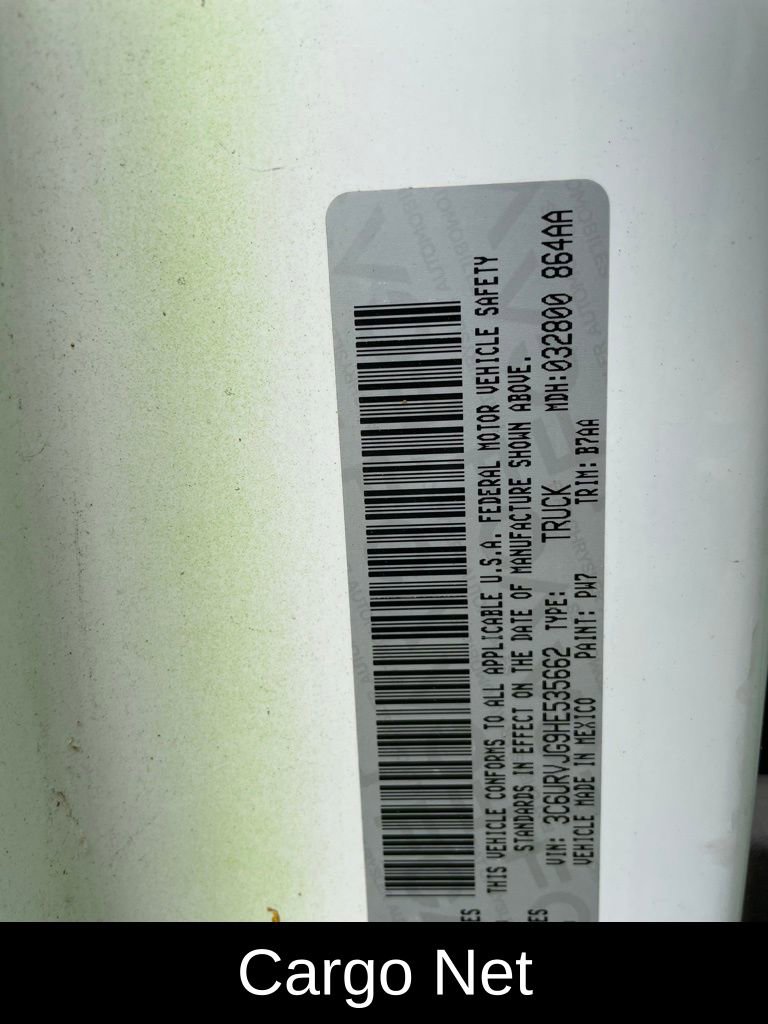 THIS VEHICLE CONFORMS TO ALL APPLICABLE U.S.A. FEDERAL MOTOR VEHICLE SAFETY
STANDARDS IN EFFECT ON THE DATE OF MANUFACTURE SHOWN ABOVE.
VIN: 3C6URVJG9HE535662 TYPE: TRUCK MDH:032800 864AA
VEHICLE MADE IN MEXICO PAINT: PW7 TRIM: B7AA
Cargo Net